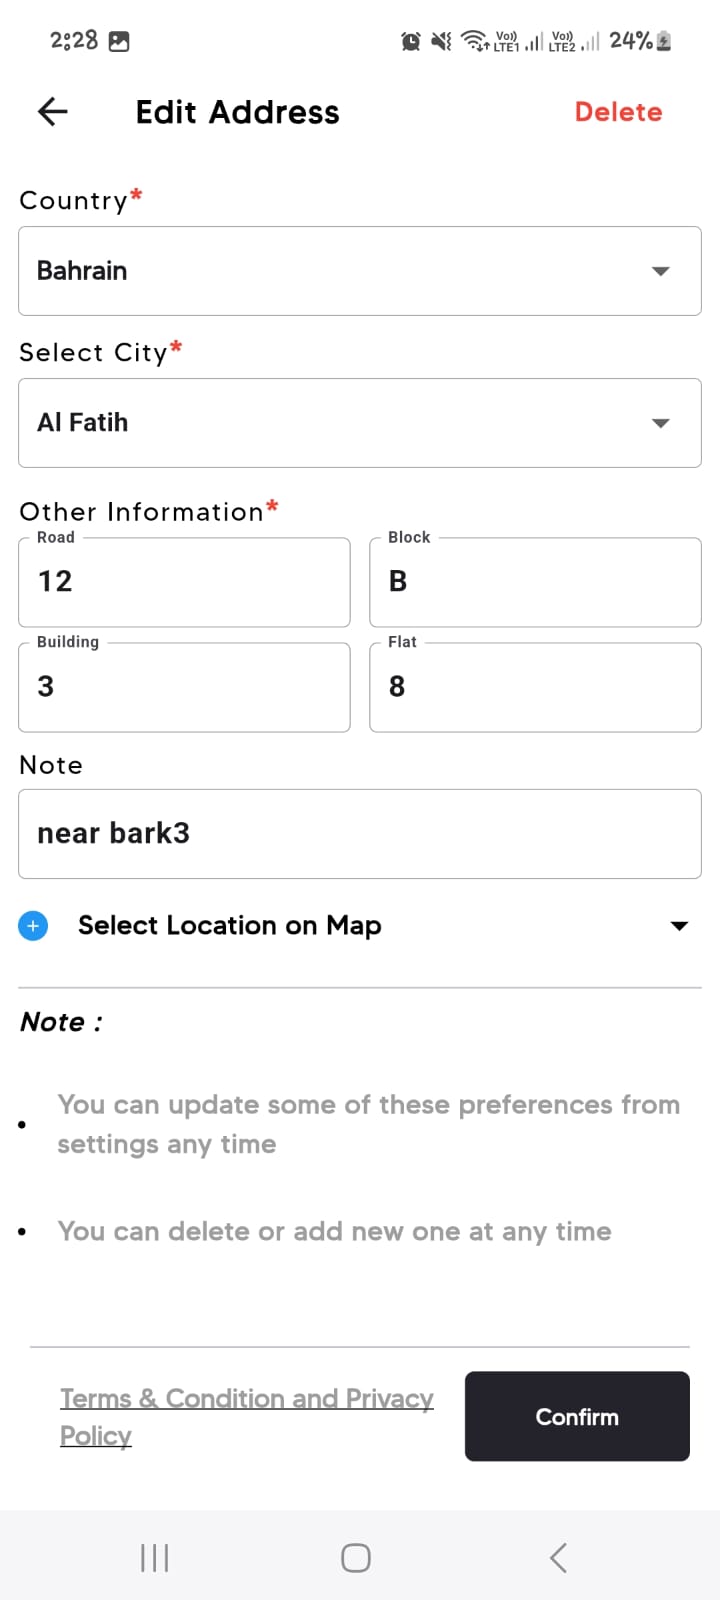 2:28 Vo)) LTE1 Vo)) LTE2 24%
Edit Address Delete
Country*
Bahrain
Select City*
Al Fatih
Other Information*
Road Block
12 B
Building Flat
3 8
Note
near bark3
Select Location on Map
Note :
You can update some of these preferences from
settings any time
You can delete or add new one at any time
Terms & Condition and Privacy
Policy
Confirm